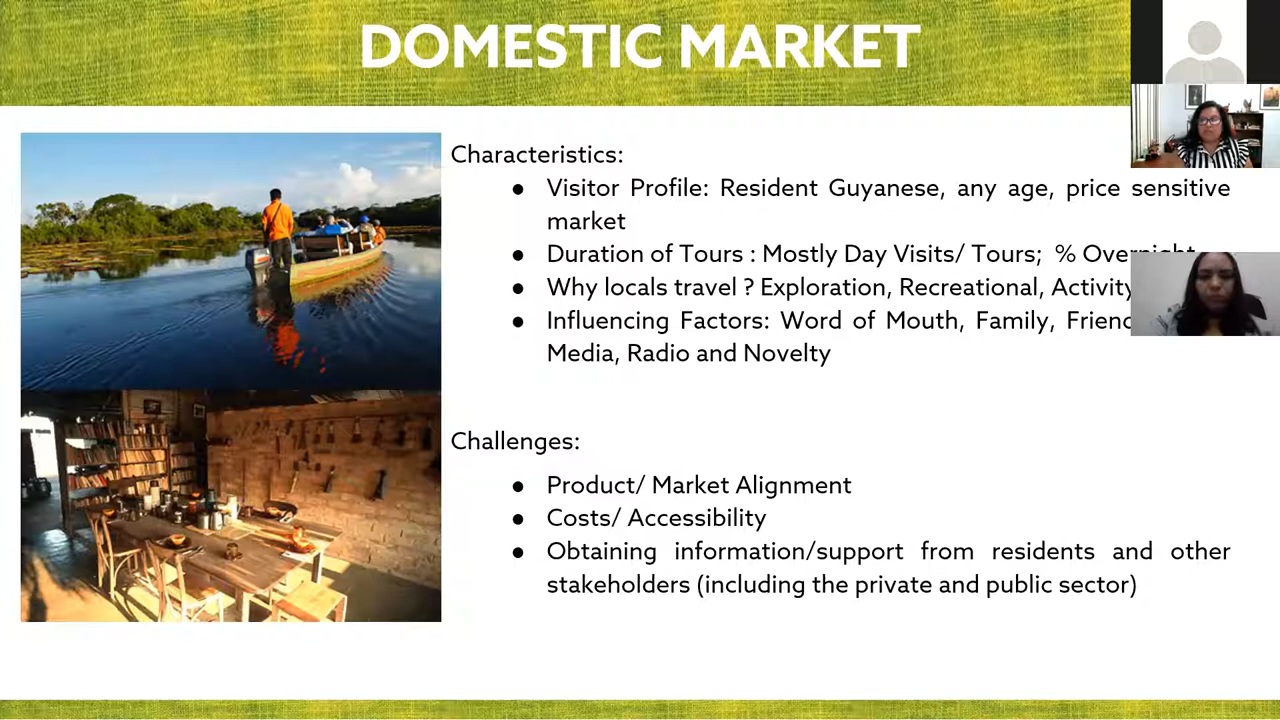 DOMESTIC MARKET
Characteristics:
● Visitor Profile: Resident Guyanese, any age, price sensitive
market
● Duration of Tours : Mostly Day Visits/ Tours; % Overnight
● Why locals travel ? Exploration, Recreational, Activity
● Influencing Factors: Word of Mouth, Family,
Media, Radio and Novelty
Challenges:
● Product/ Market Alignment
● Costs/ Accessibility
● Obtaining information/support from residents and other
stakeholders (including the private and public sector)